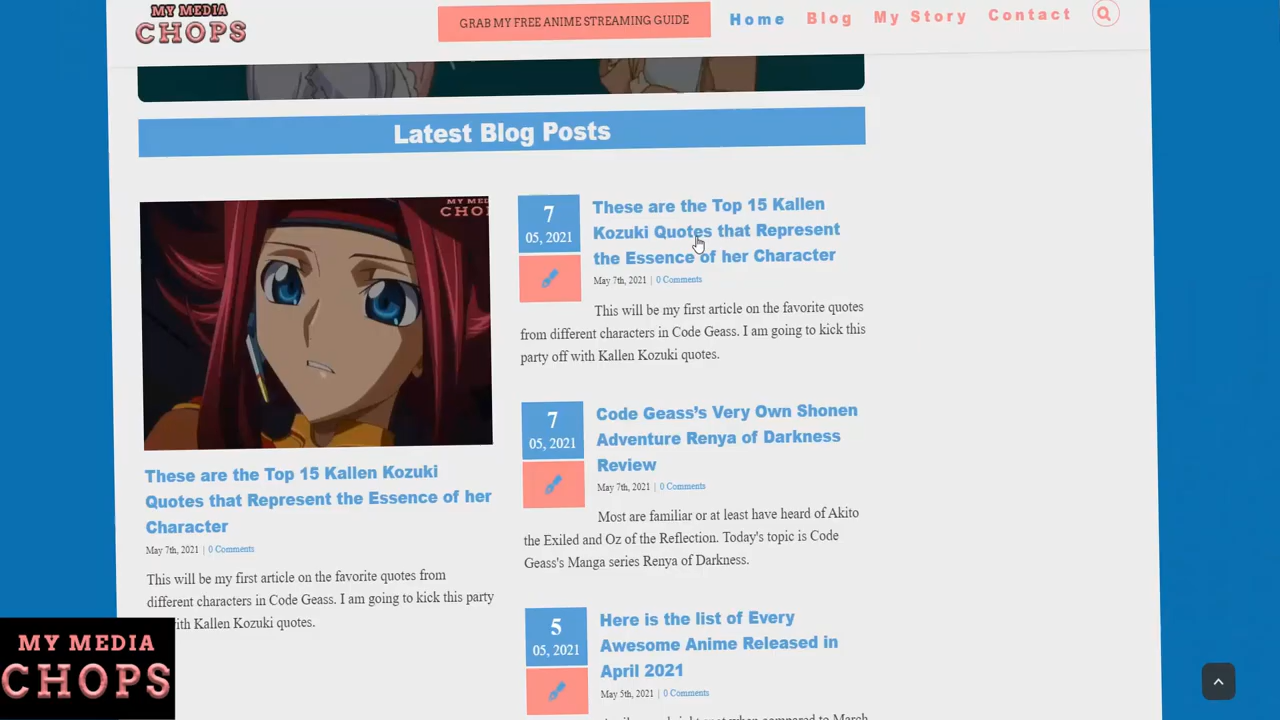 MY MEDIA
CHOPS
GRAB MY FREE ANIME STREAMING GUIDE
Home
Blog
My Story
Contact
Latest Blog Posts
MY MED
CHO
These are the Top 15 Kallen
Kozuki Quotes that Represent the Essence of her
Character
May 7th, 2021 | 0 Comments
This will be my first article on the favorite quotes from
different characters in Code Geass. I am going to kick this party
ith Kallen Kozuki quotes.
7
05, 2021
These are the Top 15 Kallen
Kozuki Quotes that Represent
the Essence of her Character
May 7th, 2021 | 0 Comments
This will be my first article on the favorite quotes
from different characters in Code Geass. I am going to kick this
party off with Kallen Kozuki quotes.
7
05, 2021
Code Geass's Very Own Shonen
Adventure Renya of Darkness
Review
May 7th, 2021 | 0 Comments
Most are familiar or at least have heard of Akito
the Exiled and Oz of the Reflection. Today's topic is Code
Geass's Manga series Renya of Darkness.
5
05, 2021
Here is the list of Every
Awesome Anime Released in
April 2021
May 5th, 2021 | 0 Comments
MY MEDIA
CHOPS